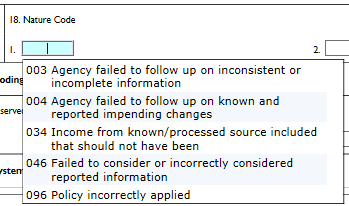 18. Nature Code
1.
2.
oding
003 Agency failed to follow up on inconsistent or
incomplete information
004 Agency failed to follow up on known and
reported impending changes
serve
034 Income from known/processed source included
that should not have been
046 Failed to consider or incorrectly considered
reported information
ystem
096 Policy incorrectly applied